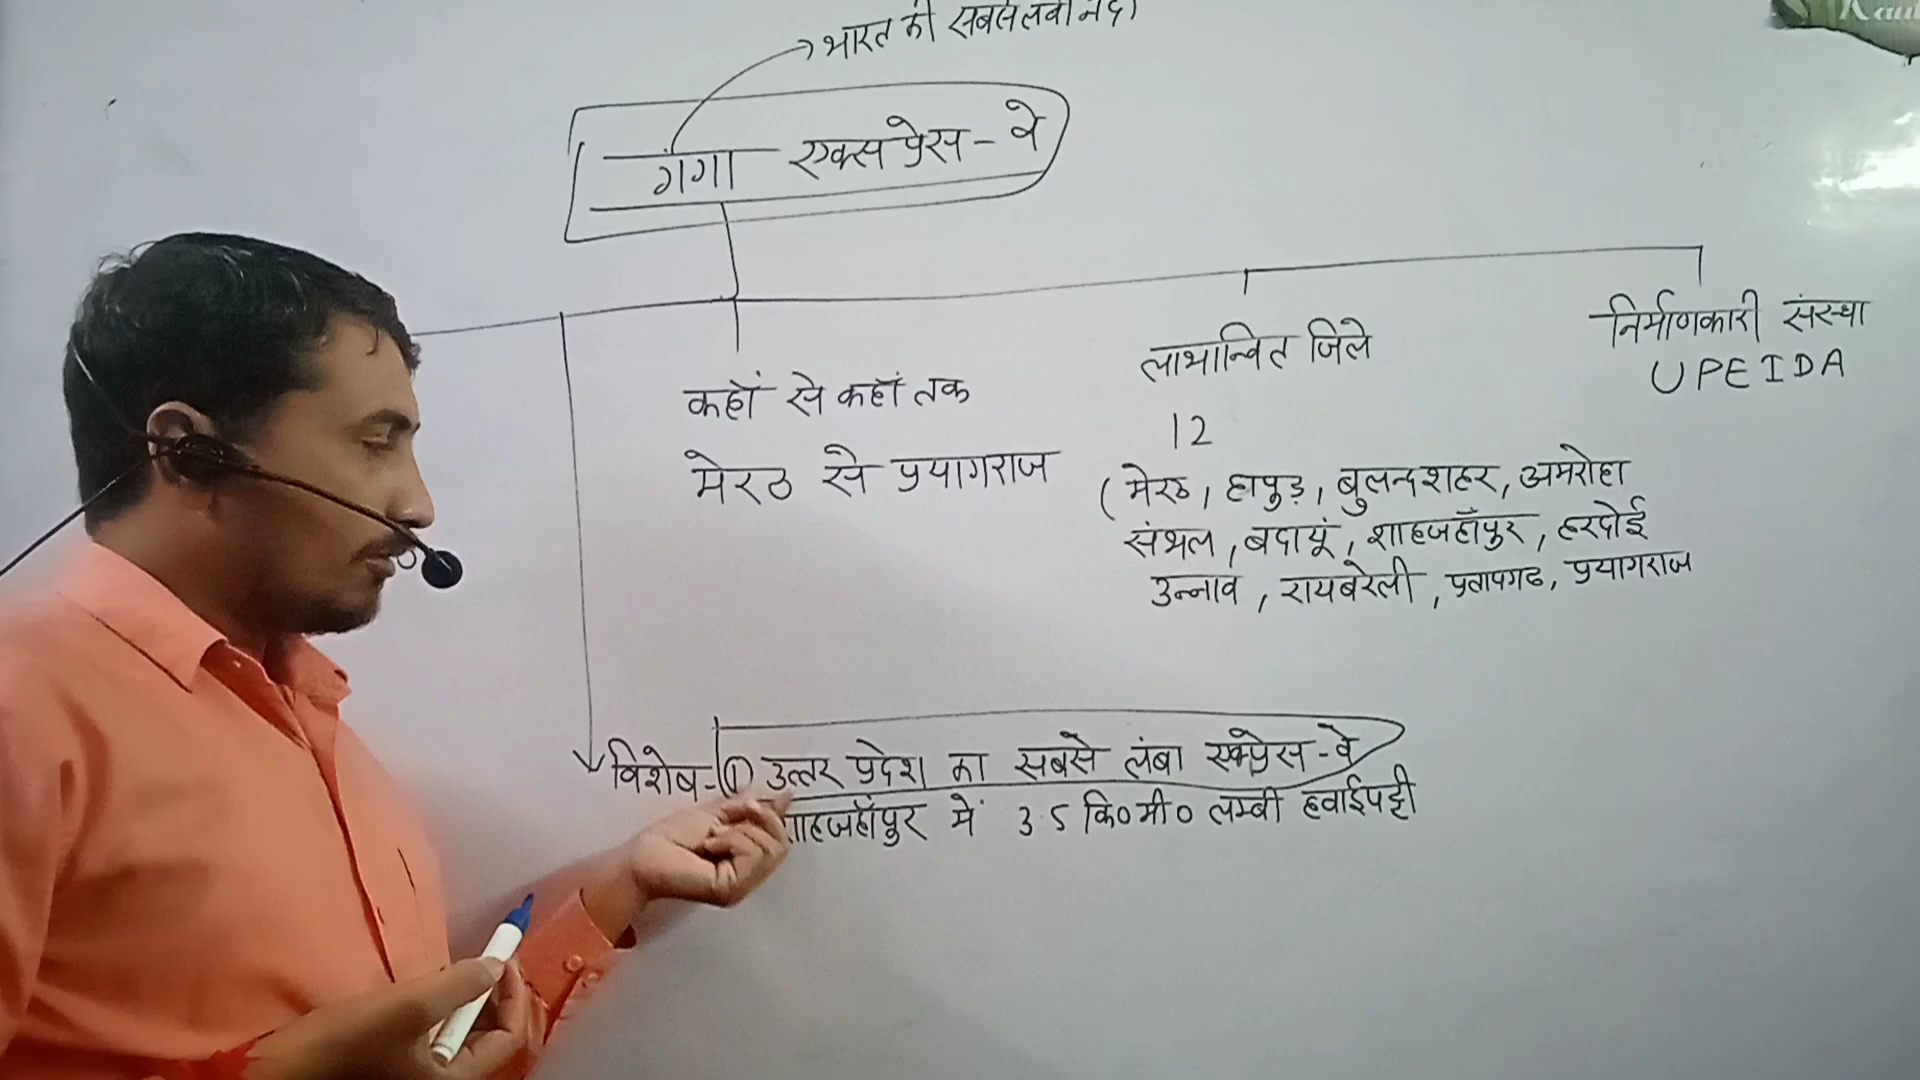 भारत की सबसे लंबी नदी
गंगा एक्सप्रेस-वे
कहाँ से कहाँ तक
मेरठ से प्रयागराज
लाभान्वित जिले
12
(मेरठ, हापुड़, बुलन्दशहर, अमरोहा
संभल, बदायूं, शाहजहाँपुर, हरदोई
उन्नाव, रायबरेली, प्रतापगढ, प्रयागराज
निर्माणकारी संस्था
UPEIDA
विशेष-① उत्तर प्रदेश का सबसे लंबा एक्प्रेस-वे
शाहजहाँपुर में 3.5 कि०मी० लम्बी हवाईपट्टी